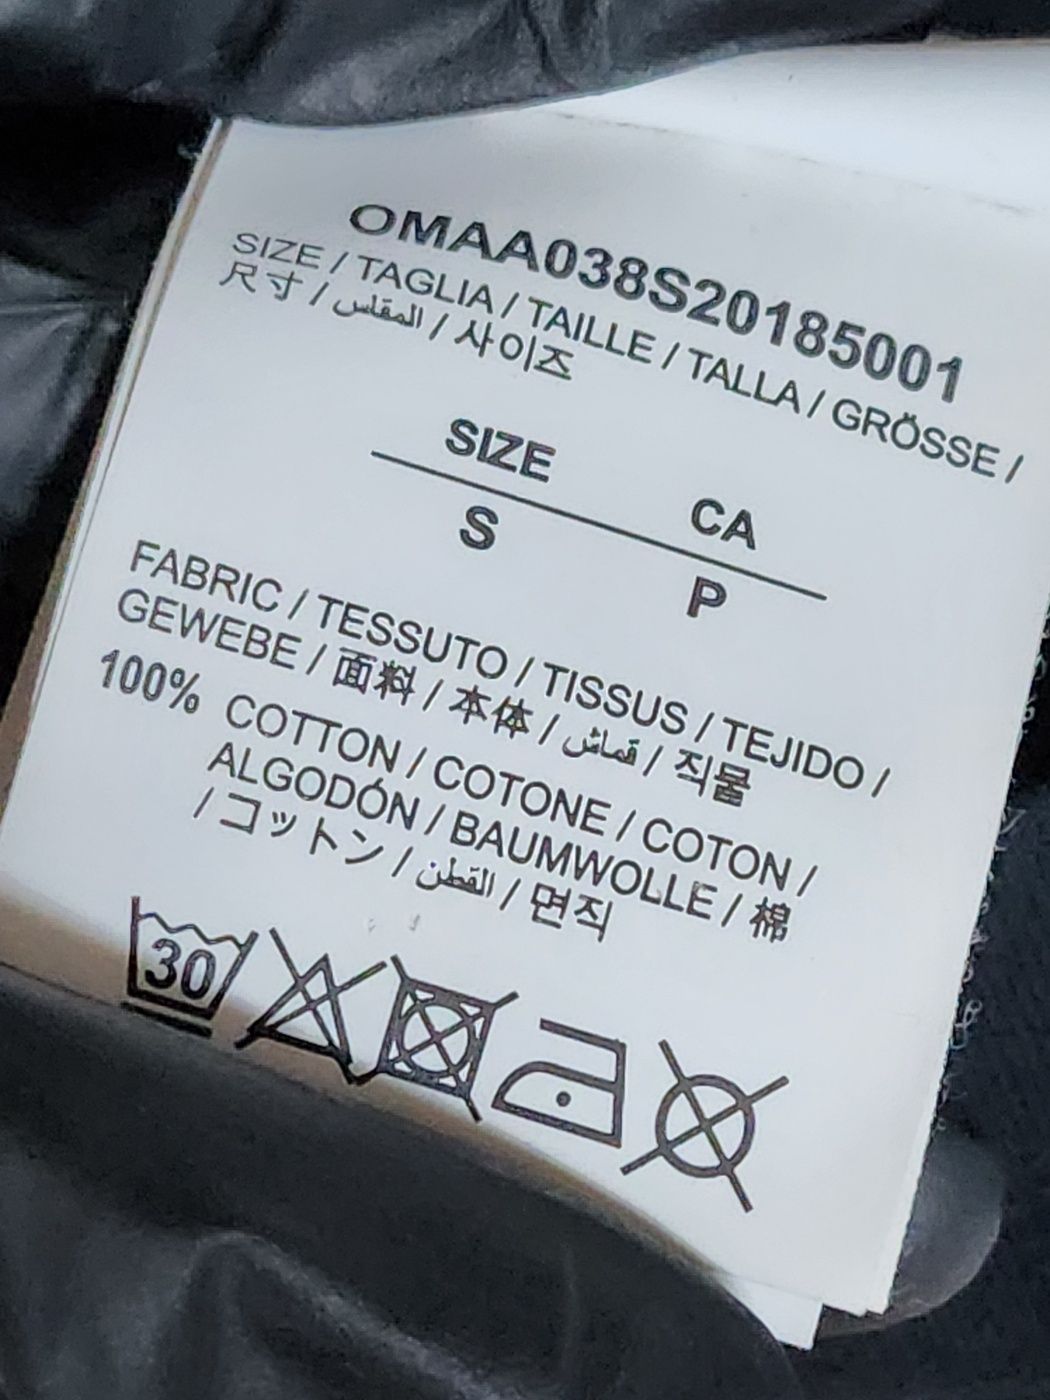 OMAA038S20185001
SIZE / TAGLIA / TAILLE / TALLA / GRÖSSE /
尺寸 / المقاس / 사이즈
SIZE CA
S P
FABRIC / TESSUTO / TISSUS / TEJIDO /
GEWEBE / 面料 / 本体 / قماش / 직물
100% COTTON / COTONE / COTON /
ALGODÓN / BAUMWOLLE / 棉
/ コットン / القطن / 면직
30